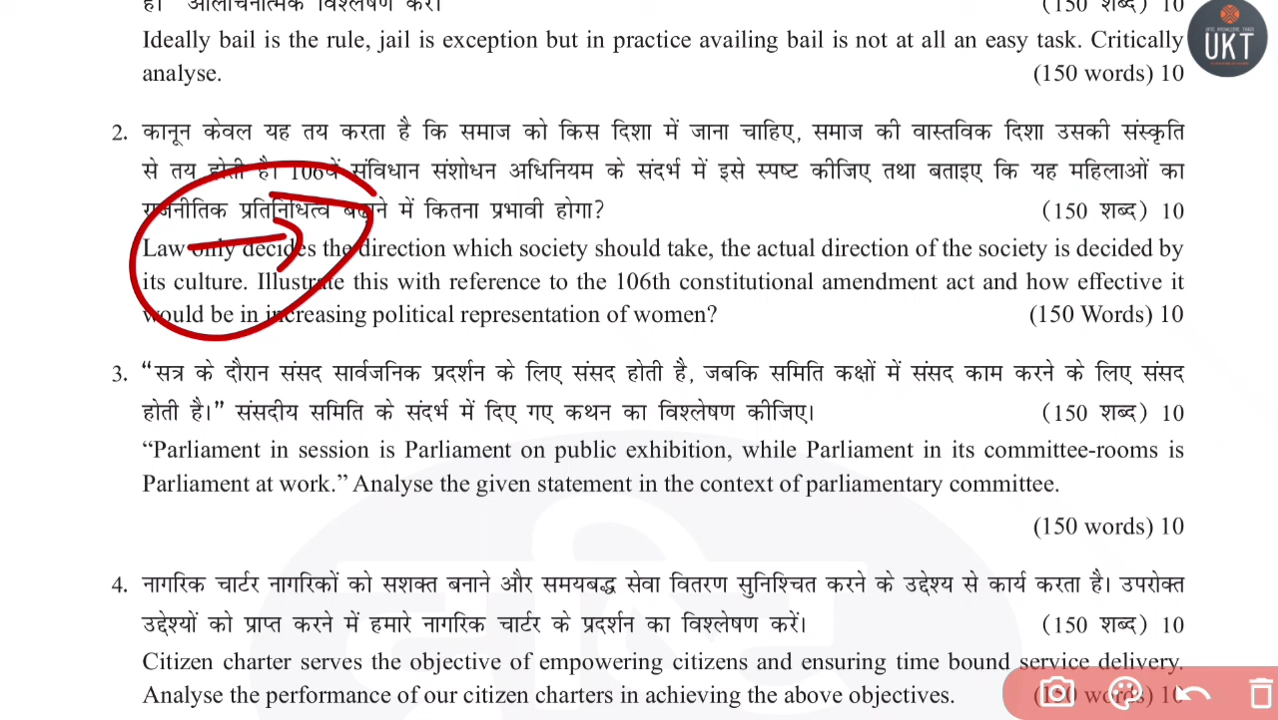 है।" आलोचनात्मक विश्लेषण करें। (150 शब्द) 10
Ideally bail is the rule, jail is exception but in practice availing bail is not at all an easy task. Critically
analyse. (150 words) 10
UKT
2. कानून केवल यह तय करता है कि समाज को किस दिशा में जाना चाहिए, समाज की वास्तविक दिशा उसकी संस्कृति
से तय होती है। 106वें संविधान संशोधन अधिनियम के संदर्भ में इसे स्पष्ट कीजिए तथा बताइए कि यह महिलाओं का
राजनीतिक प्रतिनिधित्व बढ़ाने में कितना प्रभावी होगा? (150 शब्द) 10
Law only decides the direction which society should take, the actual direction of the society is decided by
its culture. Illustrate this with reference to the 106th constitutional amendment act and how effective it
would be in increasing political representation of women? (150 Words) 10
3. “सत्र के दौरान संसद सार्वजनिक प्रदर्शन के लिए संसद होती है, जबकि समिति कक्षों में संसद काम करने के लिए संसद
होती है।” संसदीय समिति के संदर्भ में दिए गए कथन का विश्लेषण कीजिए। (150 शब्द) 10
“Parliament in session is Parliament on public exhibition, while Parliament in its committee-rooms is
Parliament at work.” Analyse the given statement in the context of parliamentary committee.
(150 words) 10
4. नागरिक चार्टर नागरिकों को सशक्त बनाने और समयबद्ध सेवा वितरण सुनिश्चित करने के उद्देश्य से कार्य करता है। उपरोक्त
उद्देश्यों को प्राप्त करने में हमारे नागरिक चार्टर के प्रदर्शन का विश्लेषण करें। (150 शब्द) 10
Citizen charter serves the objective of empowering citizens and ensuring time bound service delivery.
Analyse the performance of our citizen charters in achieving the above objectives. (150 words) 10